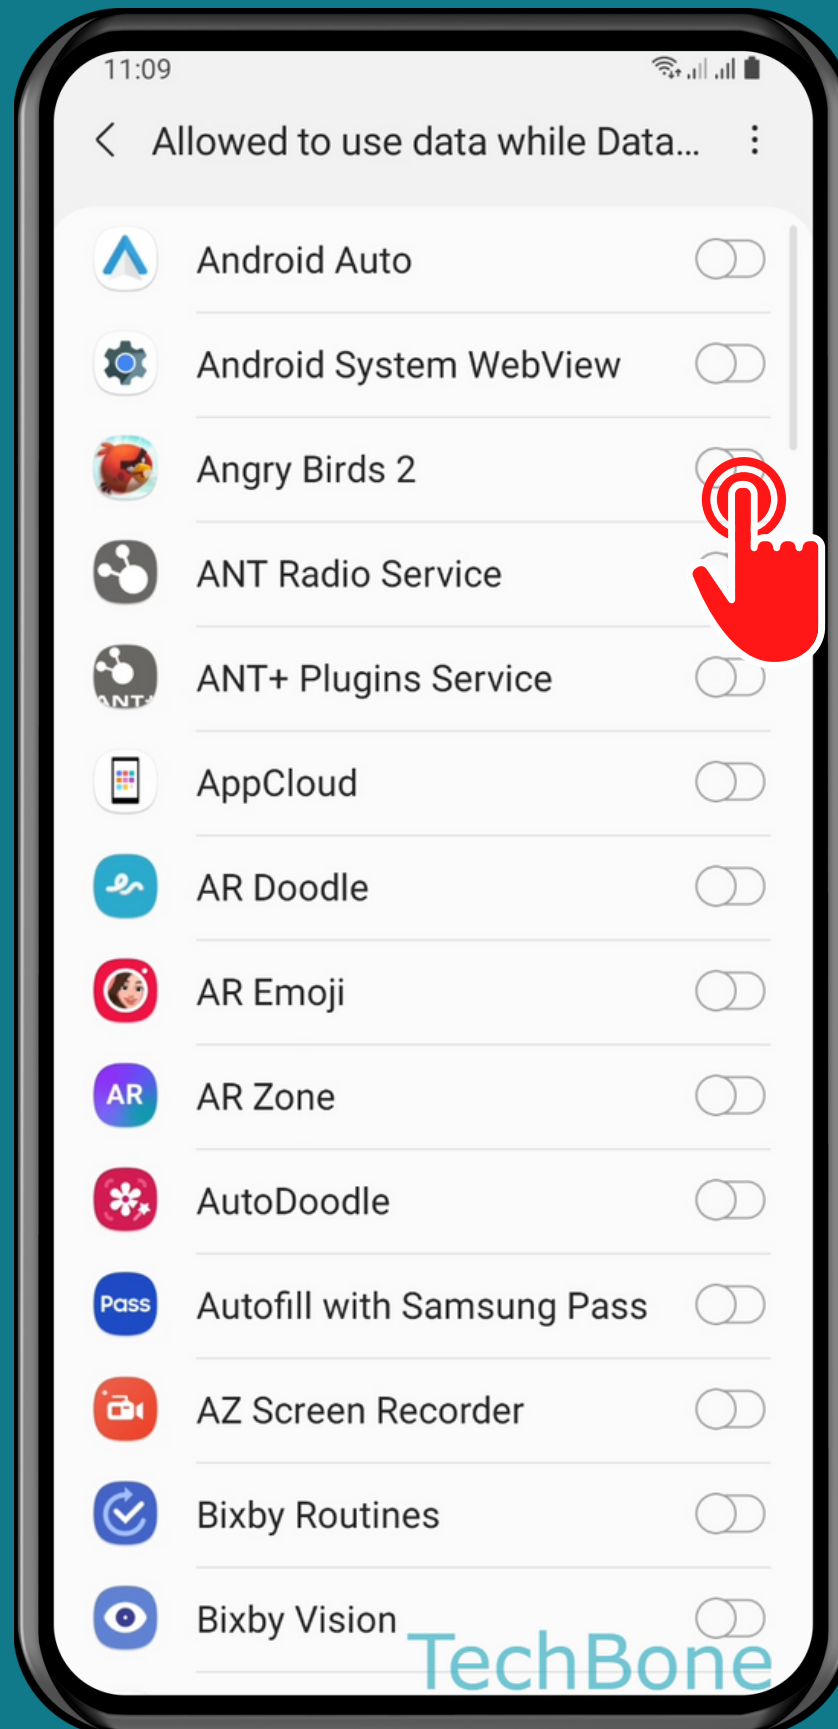 11:09
Allowed to use data while Data...
Android Auto
Android System WebView
Angry Birds 2
ANT Radio Service
ANT+
ANT+ Plugins Service
AppCloud
AR Doodle
AR Emoji
AR
AR Zone
AutoDoodle
Pass
Autofill with Samsung Pass
AZ Screen Recorder
Bixby Routines
Bixby Vision
TechBone